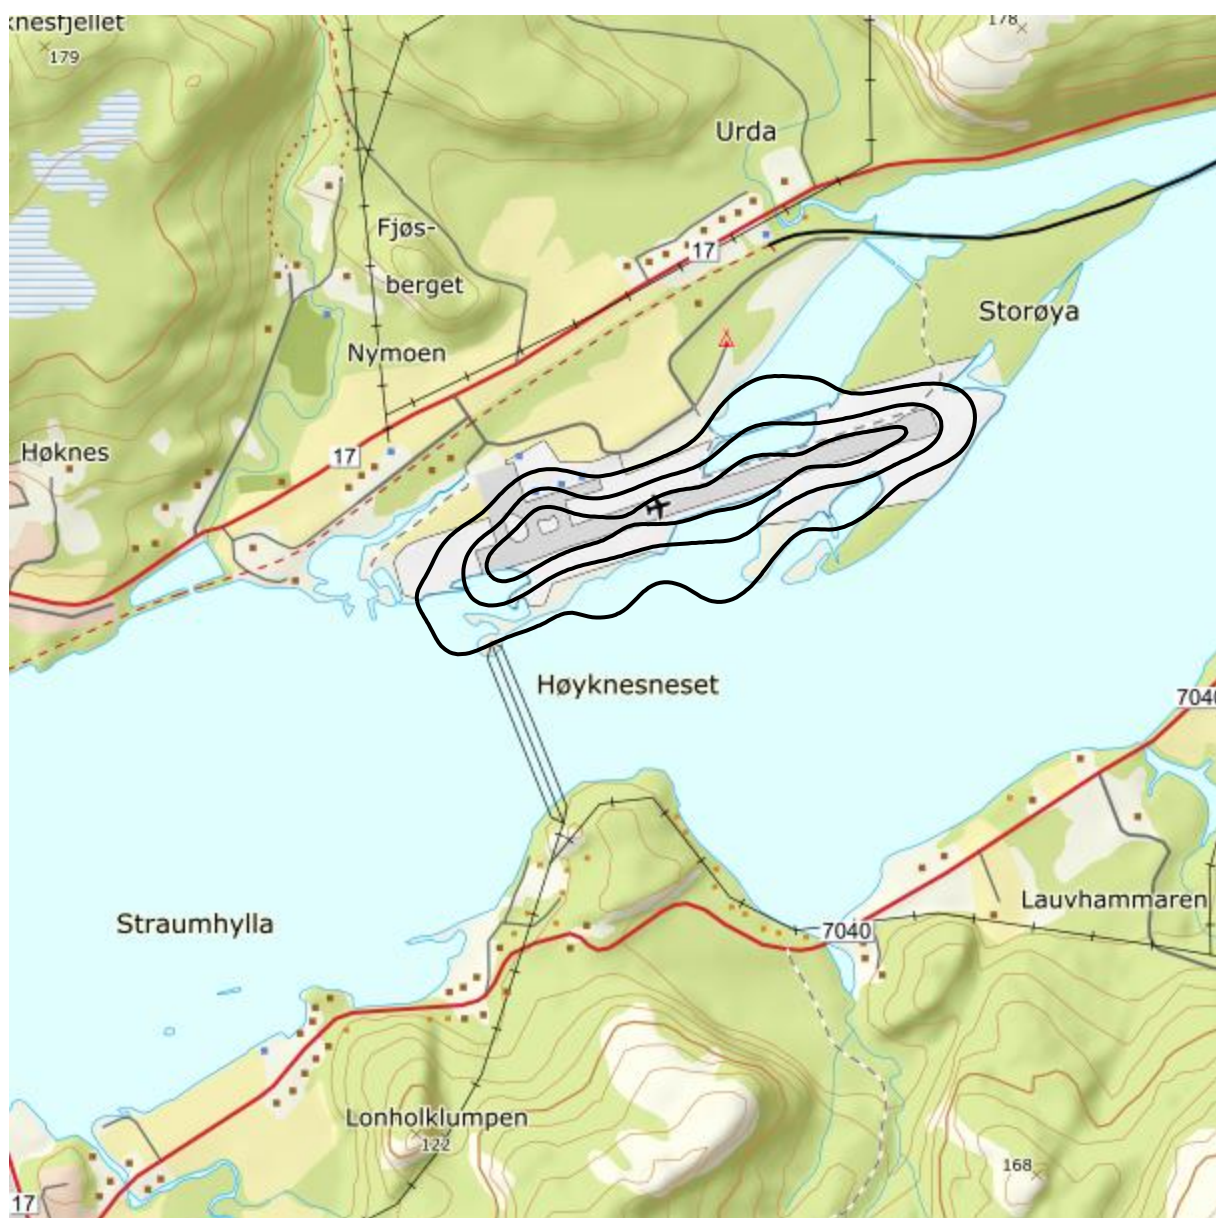 knesfjellet
179
178
Urda
Fjøs-
berget
17
Storøya
Nymoen
Høknes
17
Høyknesneset
7040
Lauvhammaren
Straumhylla
7040
Lonholklumpen
122
168
17